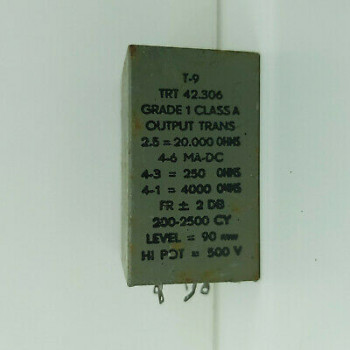 T-9
TRT 42.306
GRADE 1 CLASS A
OUTPUT TRANS
2.5 = 20.000 OHMS
4-6 MA-DC
4-3 = 250 OHMS
4-1 = 4000 OHMS
FR ± 2 DB
200-2500 CY
LEVEL = 90 MW
HI POT = 500 V